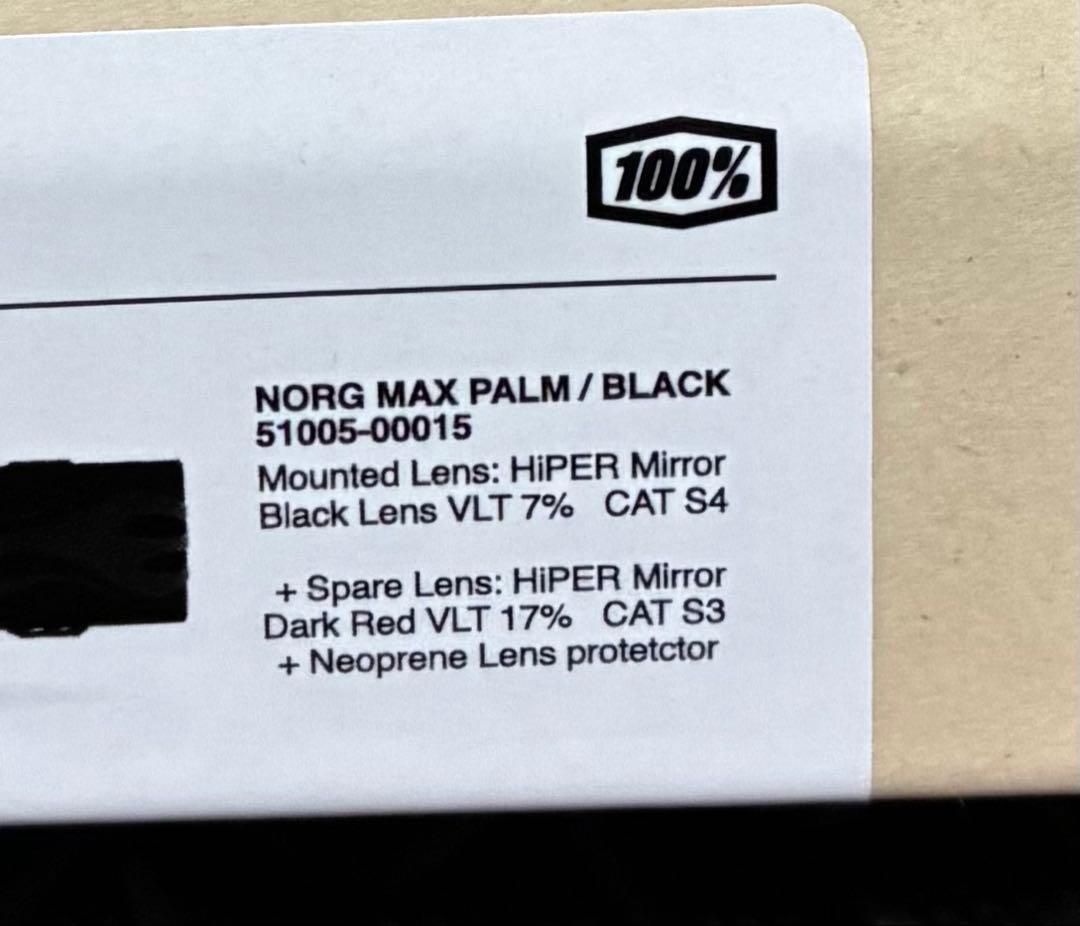 100%
NORG MAX PALM / BLACK
51005-00015
Mounted Lens: HiPER Mirror
Black Lens VLT 7% CAT S4
+ Spare Lens: HiPER Mirror
Dark Red VLT 17% CAT S3
+ Neoprene Lens protetctor